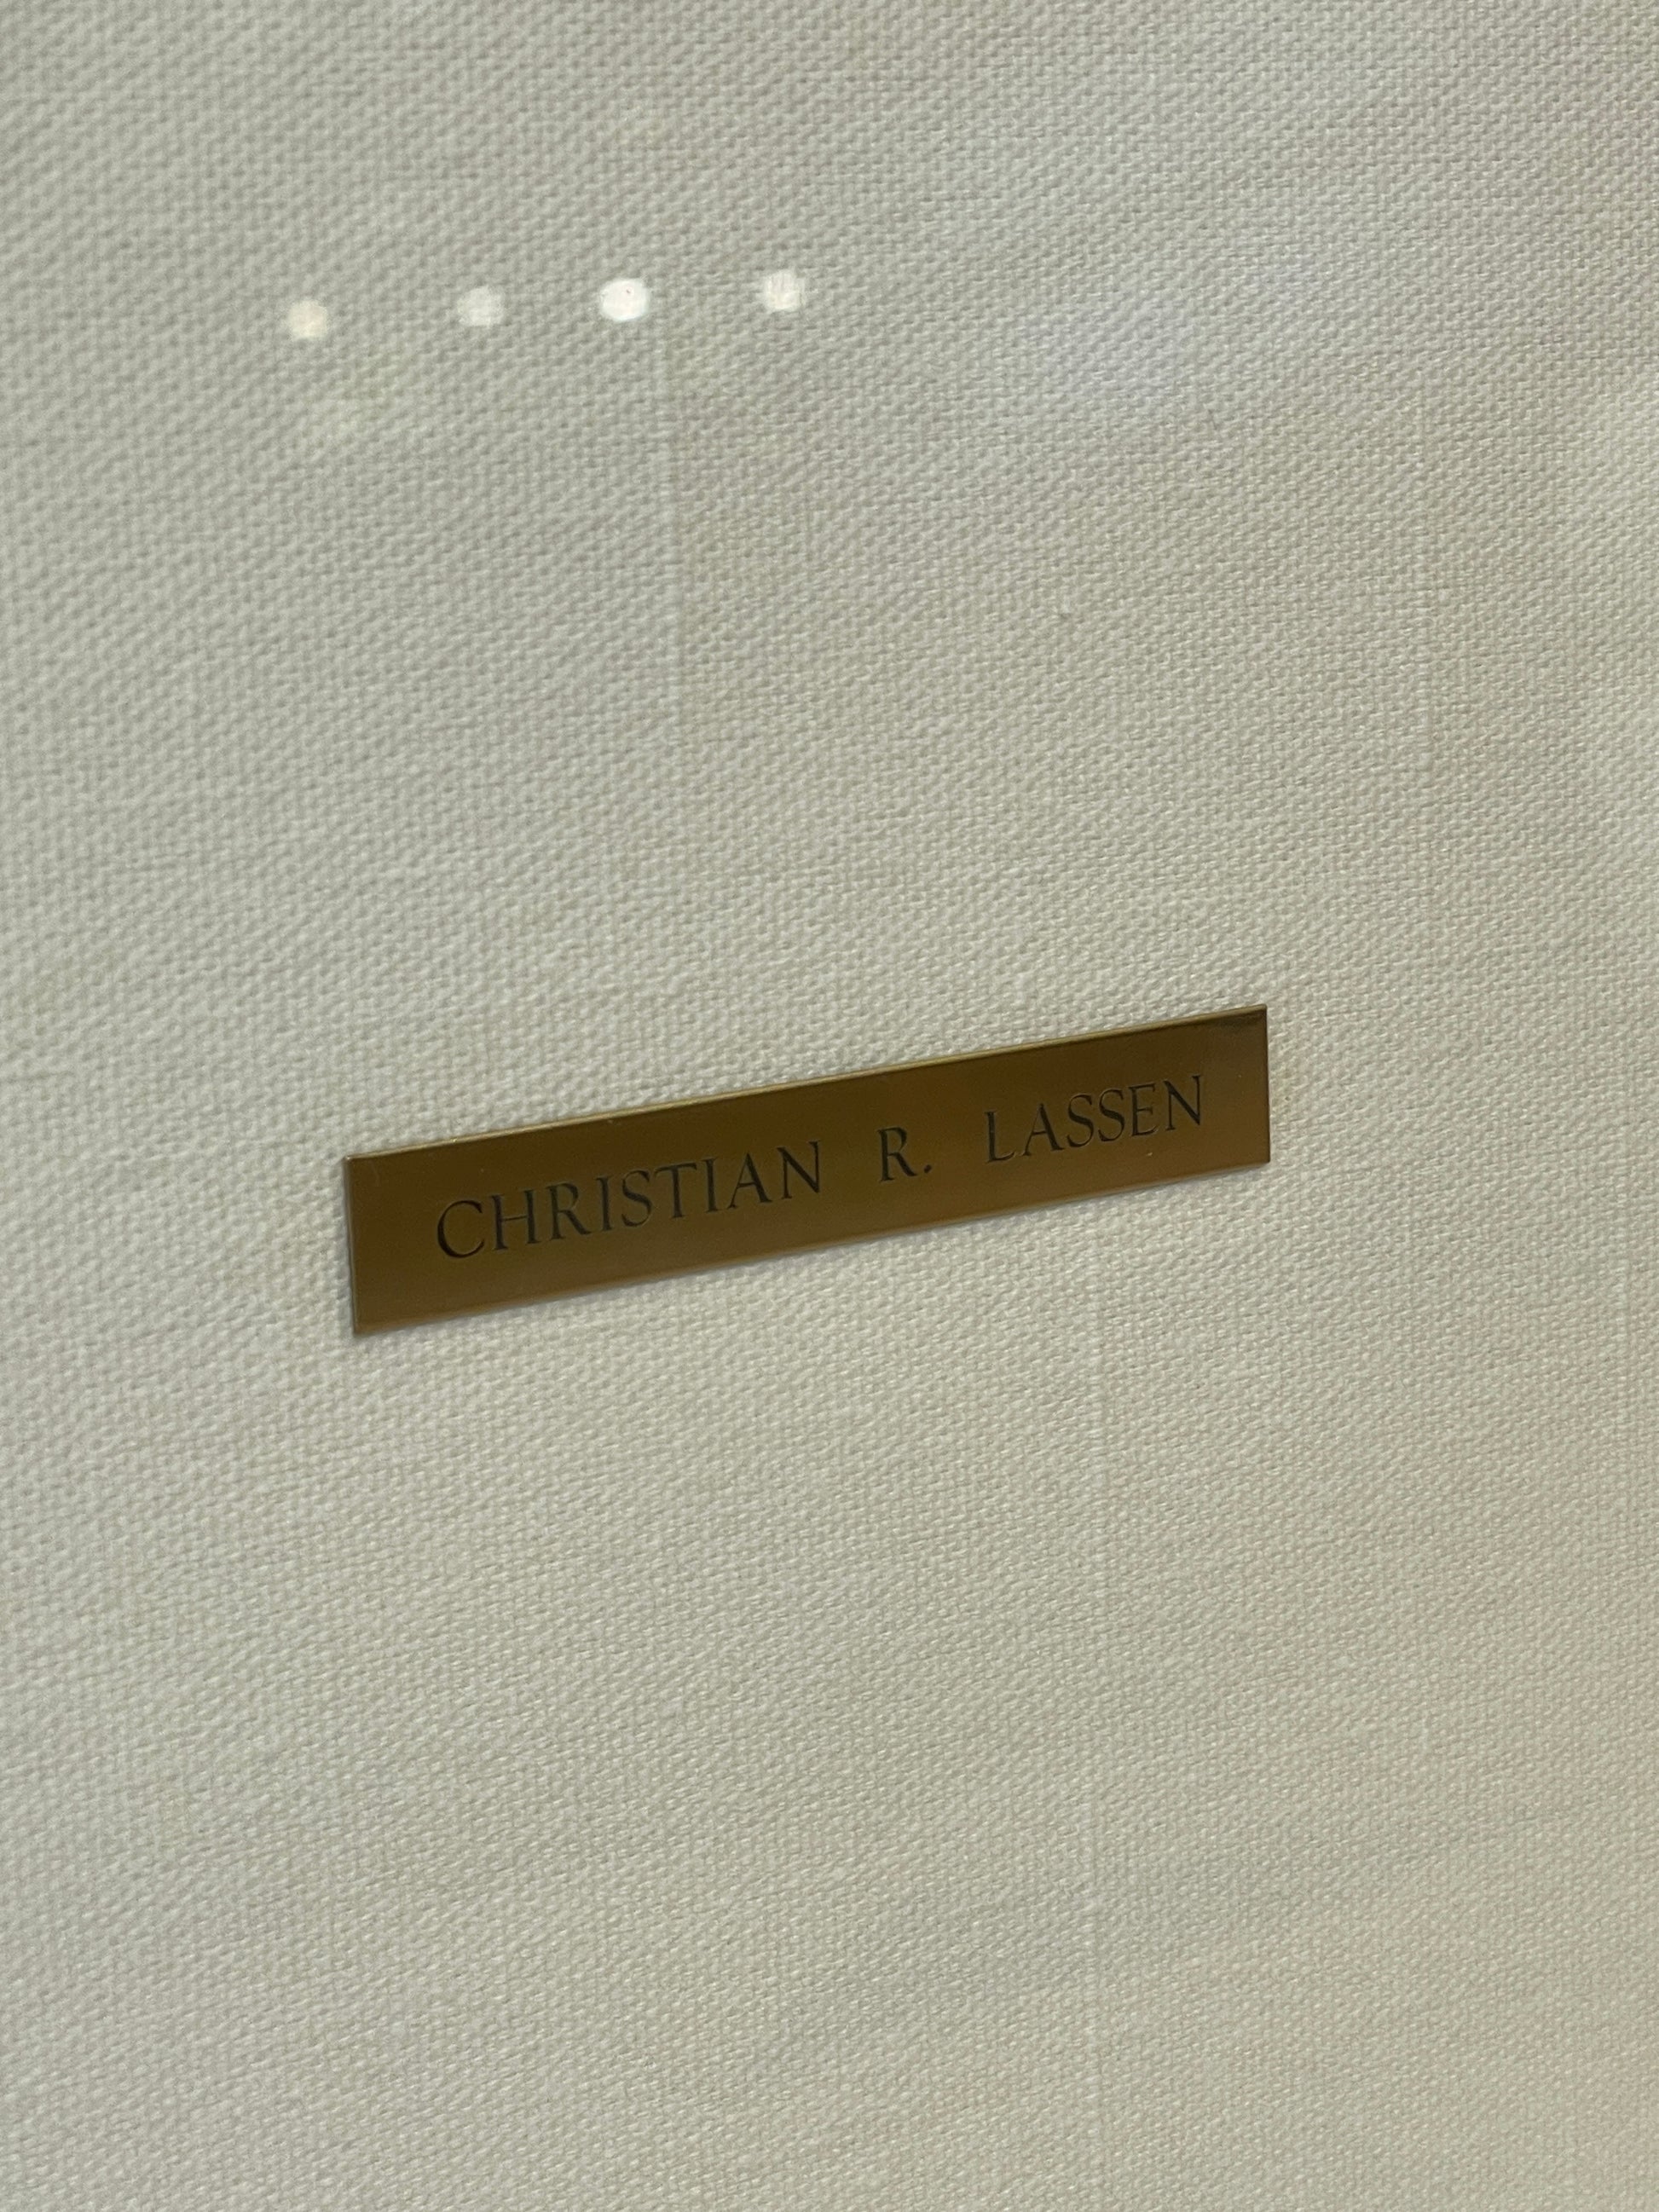 CHRISTIAN R. LASSEN